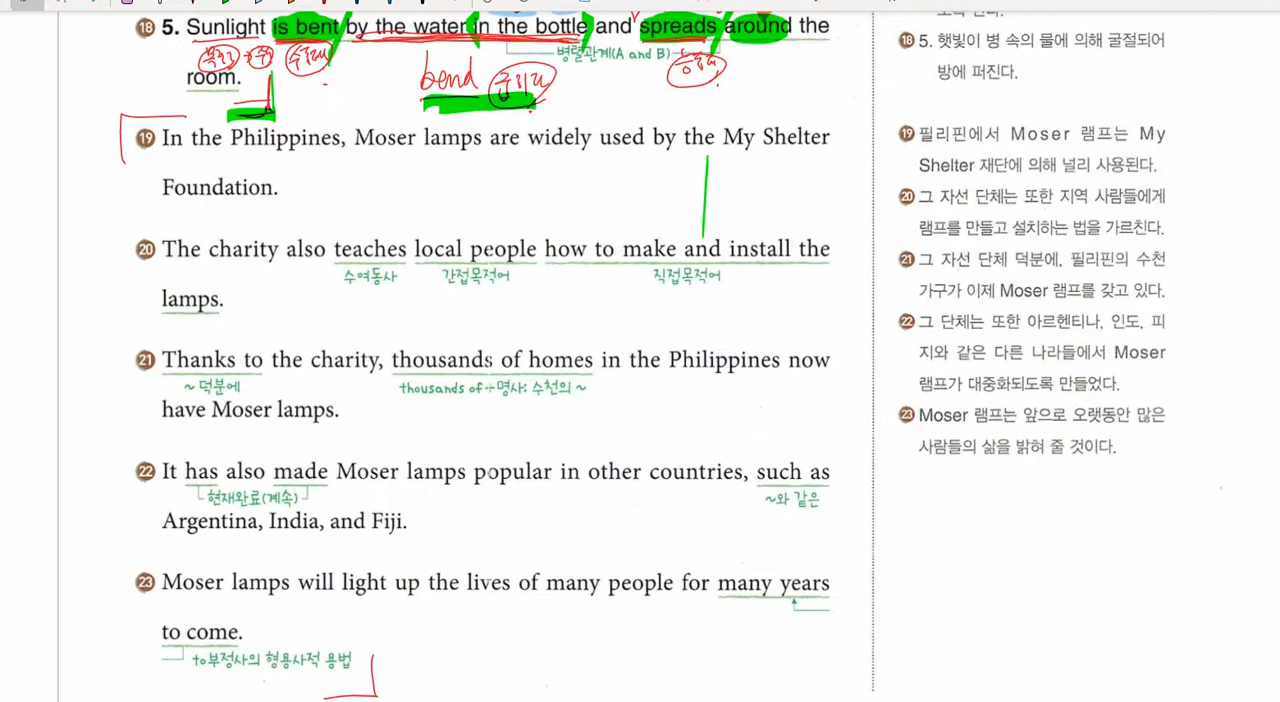 ⑱ 5. Sunlight is bent by the water in the bottle and spreads around the
병렬관계(A and B)
room.
bend
⑲ In the Philippines, Moser lamps are widely used by the My Shelter
Foundation.
⑳ The charity also teaches local people how to make and install the
수여동사 간접목적어 직접목적어
lamps.
㉑ Thanks to the charity, thousands of homes in the Philippines now
~ 덕분에 thousands of+명사: 수천의 ~
have Moser lamps.
㉒ It has also made Moser lamps popular in other countries, such as
현재완료(계속) ~와 같은
Argentina, India, and Fiji.
㉓ Moser lamps will light up the lives of many people for many years
to come.
to부정사의 형용사적 용법
⑱ 5. 햇빛이 병 속의 물에 의해 굴절되어
방에 퍼진다.
⑲ 필리핀에서 Moser 램프는 My
Shelter 재단에 의해 널리 사용된다.
⑳ 그 자선 단체는 또한 지역 사람들에게
램프를 만들고 설치하는 법을 가르친다.
㉑ 그 자선 단체 덕분에, 필리핀의 수천
가구가 이제 Moser 램프를 갖고 있다.
㉒ 그 단체는 또한 아르헨티나, 인도, 피
지와 같은 다른 나라들에서 Moser
램프가 대중화되도록 만들었다.
㉓ Moser 램프는 앞으로 오랫동안 많은
사람들의 삶을 밝혀 줄 것이다.